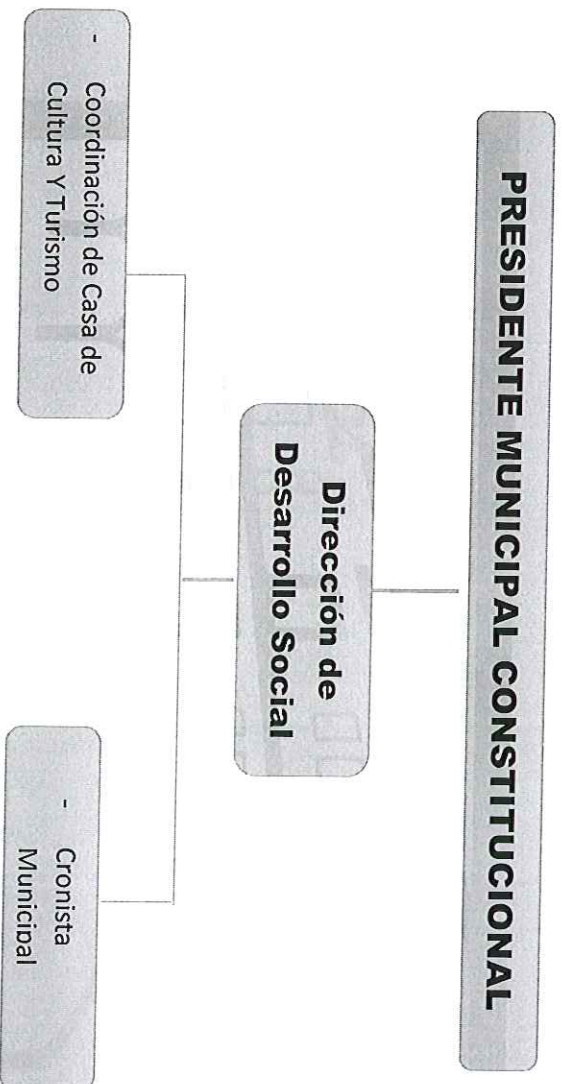 PRESIDENTE MUNICIPAL CONSTITUCIONAL
Dirección de
Desarrollo Social
- Coordinación de Casa de
Cultura Y Turismo
- Cronista
Municipal